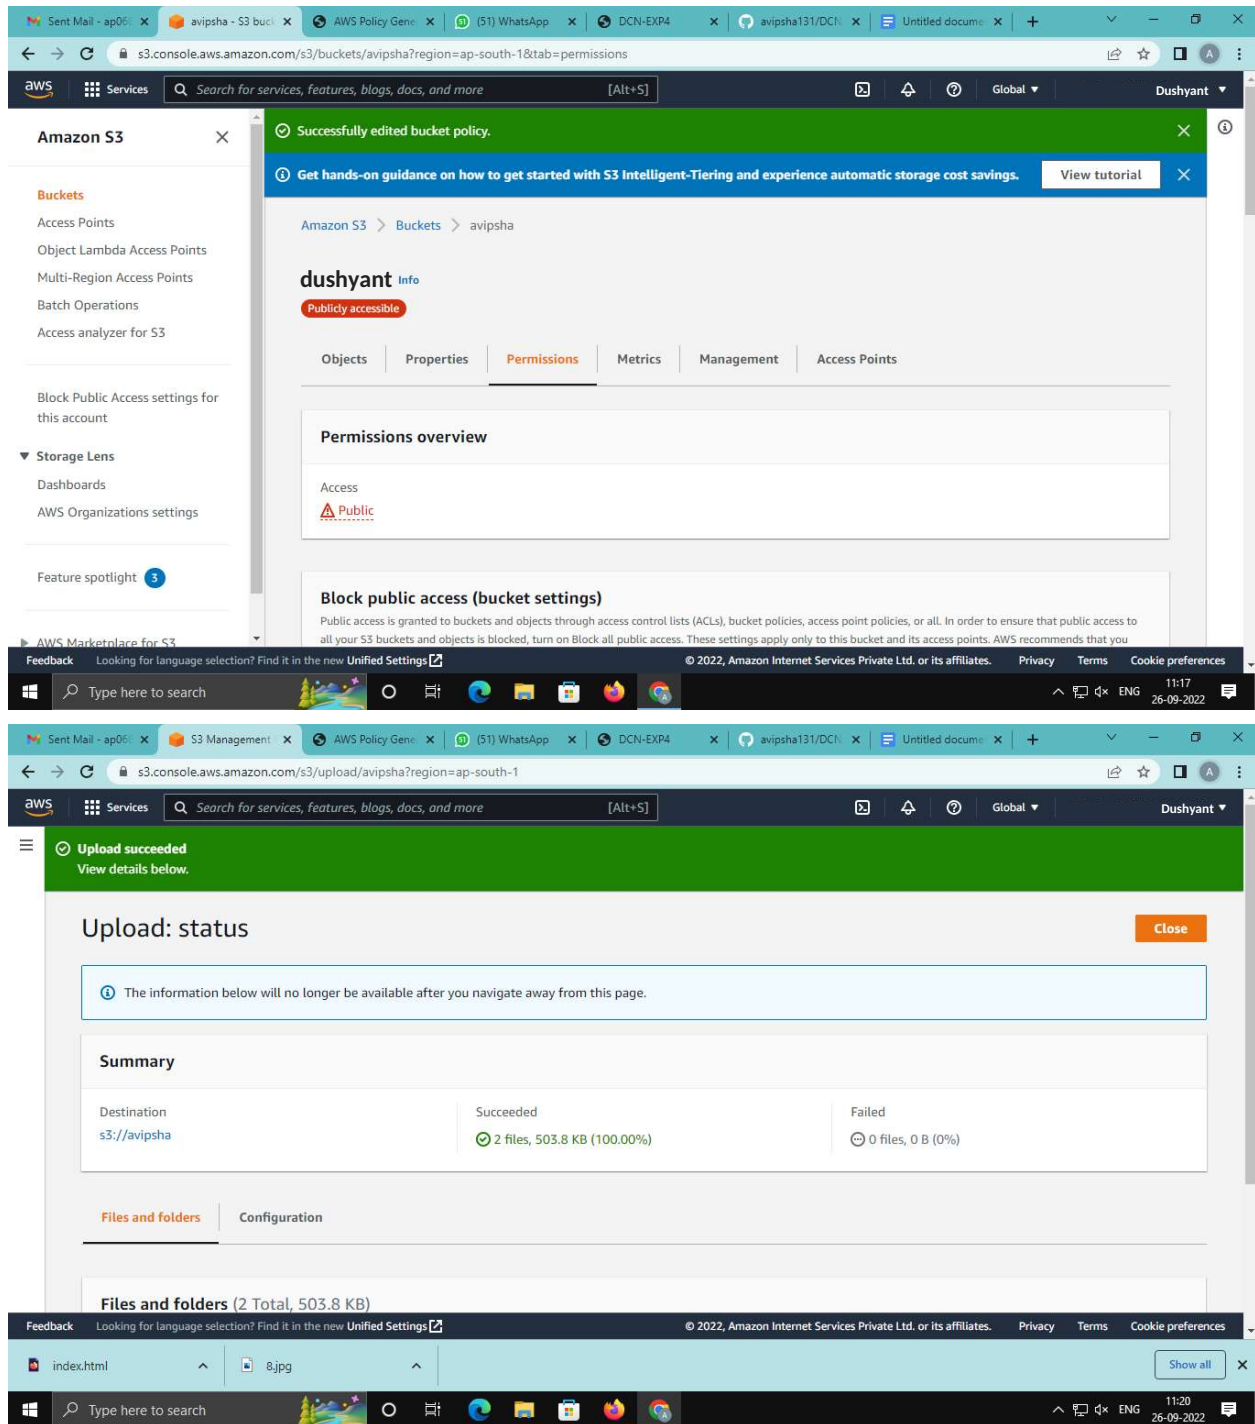 Sent Mail - ap06
avipsha - S3 buc
AWS Policy Gene
(51) WhatsApp
DCN-EXP4
avipsha131/DCN
Untitled docume
s3.console.aws.amazon.com/s3/buckets/avipsha?region=ap-south-1&tab=permissions
A
aws
Services
Search for services, features, blogs, docs, and more
[Alt+S]
Global
Dushyant
Amazon S3
Successfully edited bucket policy.
Get hands-on guidance on how to get started with S3 Intelligent-Tiering and experience automatic storage cost savings.
View tutorial
Buckets
Access Points
Object Lambda Access Points
Multi-Region Access Points
Batch Operations
Access analyzer for S3
Block Public Access settings for
this account
Storage Lens
Dashboards
AWS Organizations settings
Feature spotlight 3
AWS Marketplace for S3
Amazon S3 > Buckets > avipsha
dushyant Info
Publicly accessible
Objects
Properties
Permissions
Metrics
Management
Access Points
Permissions overview
Access
Public
Block public access (bucket settings)
Public access is granted to buckets and objects through access control lists (ACLs), bucket policies, access point policies, or all. In order to ensure that public access to
all your S3 buckets and objects is blocked, turn on Block all public access. These settings apply only to this bucket and its access points. AWS recommends that you
Feedback
Looking for language selection? Find it in the new Unified Settings
© 2022, Amazon Internet Services Private Ltd. or its affiliates.
Privacy
Terms
Cookie preferences
Type here to search
ENG
11:17
26-09-2022
Sent Mail - ap06
S3 Management
AWS Policy Gene
(51) WhatsApp
DCN-EXP4
avipsha131/DCN
Untitled docume
s3.console.aws.amazon.com/s3/upload/avipsha?region=ap-south-1
A
aws
Services
Search for services, features, blogs, docs, and more
[Alt+S]
Global
Dushyant
Upload succeeded
View details below.
Upload: status
Close
The information below will no longer be available after you navigate away from this page.
Summary
Destination
s3://avipsha
Succeeded
2 files, 503.8 KB (100.00%)
Failed
0 files, 0 B (0%)
Files and folders
Configuration
Files and folders (2 Total, 503.8 KB)
Feedback
Looking for language selection? Find it in the new Unified Settings
© 2022, Amazon Internet Services Private Ltd. or its affiliates.
Privacy
Terms
Cookie preferences
index.html
8.jpg
Show all
Type here to search
ENG
11:20
26-09-2022